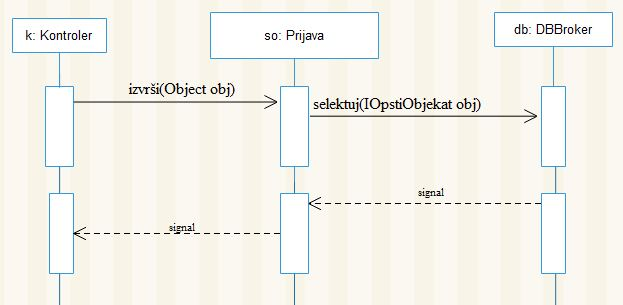 k: Kontroler
so: Prijava
db: DBBroker
izvrši(Object obj)
selektuj(IOpstiObjekat obj)
signal
signal